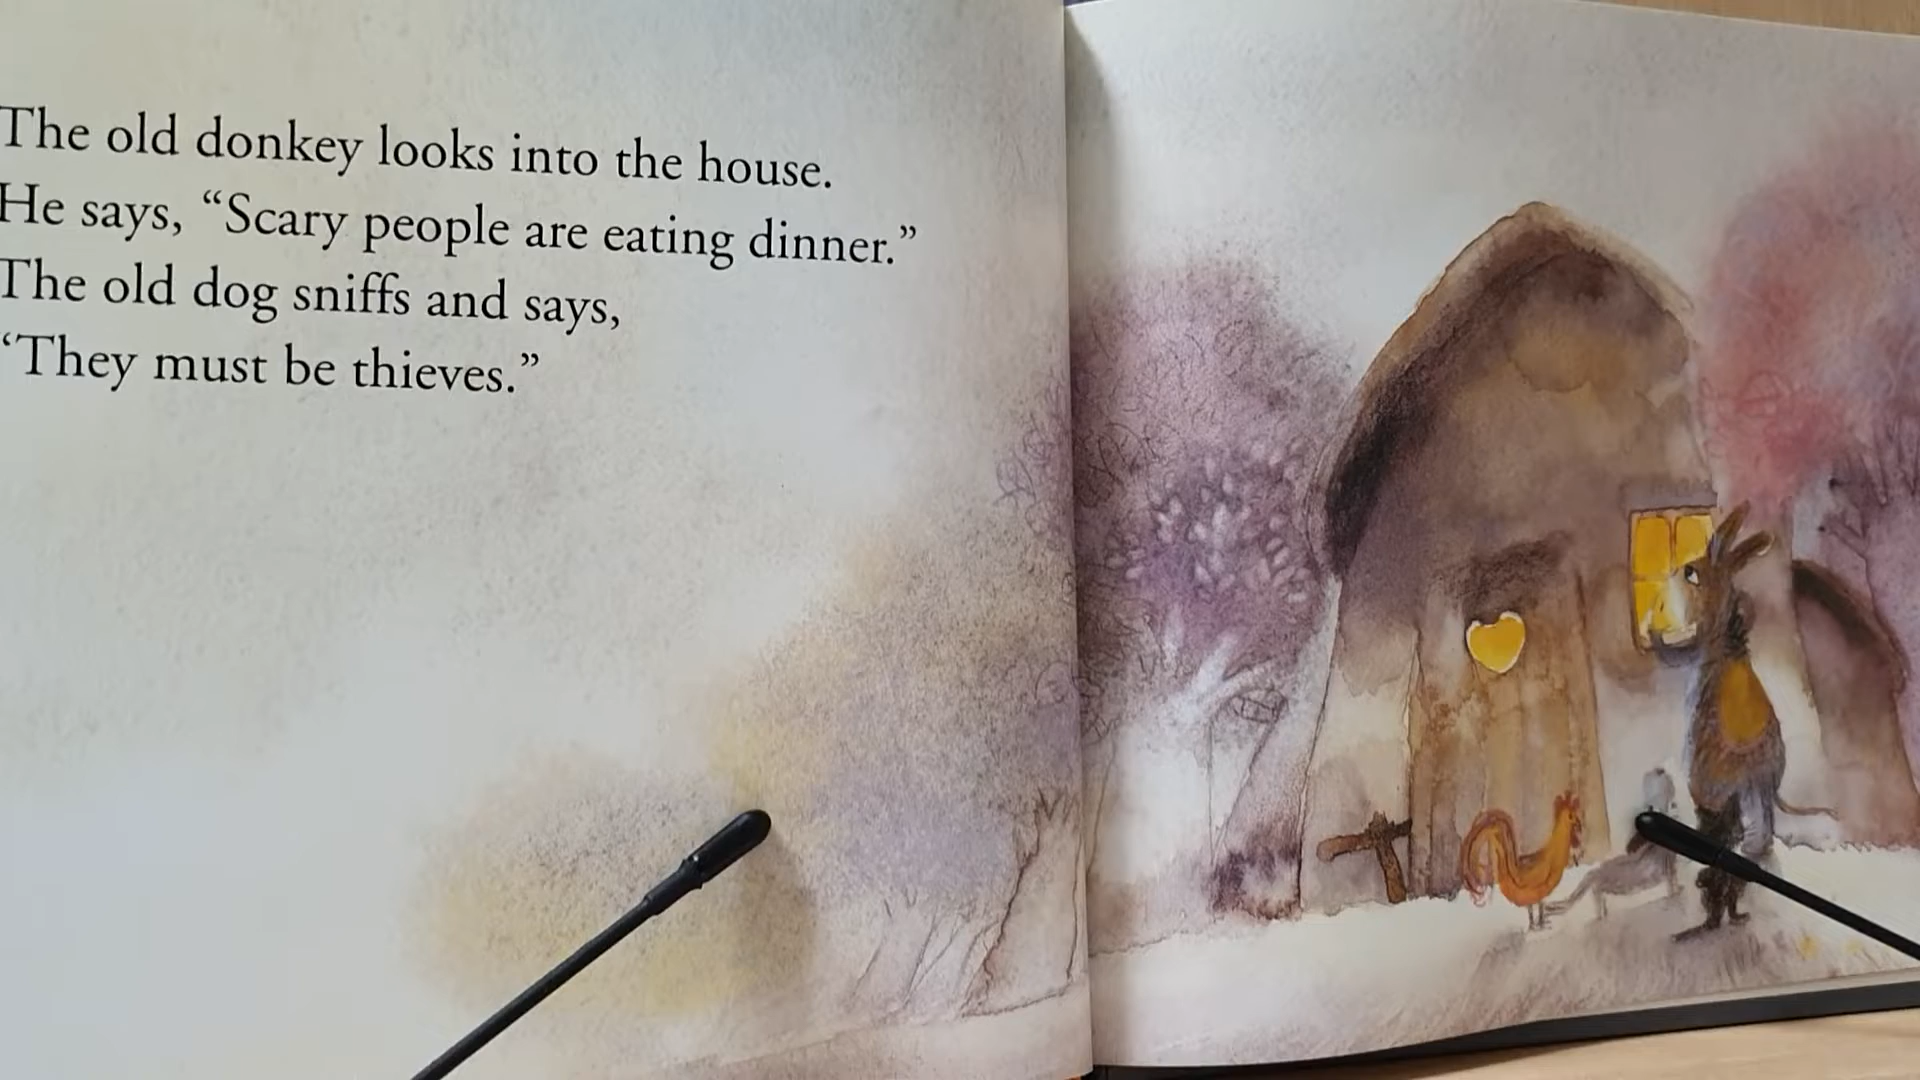 The old donkey looks into the house.
He says, “Scary people are eating dinner.”
The old dog sniffs and says,
“They must be thieves.”